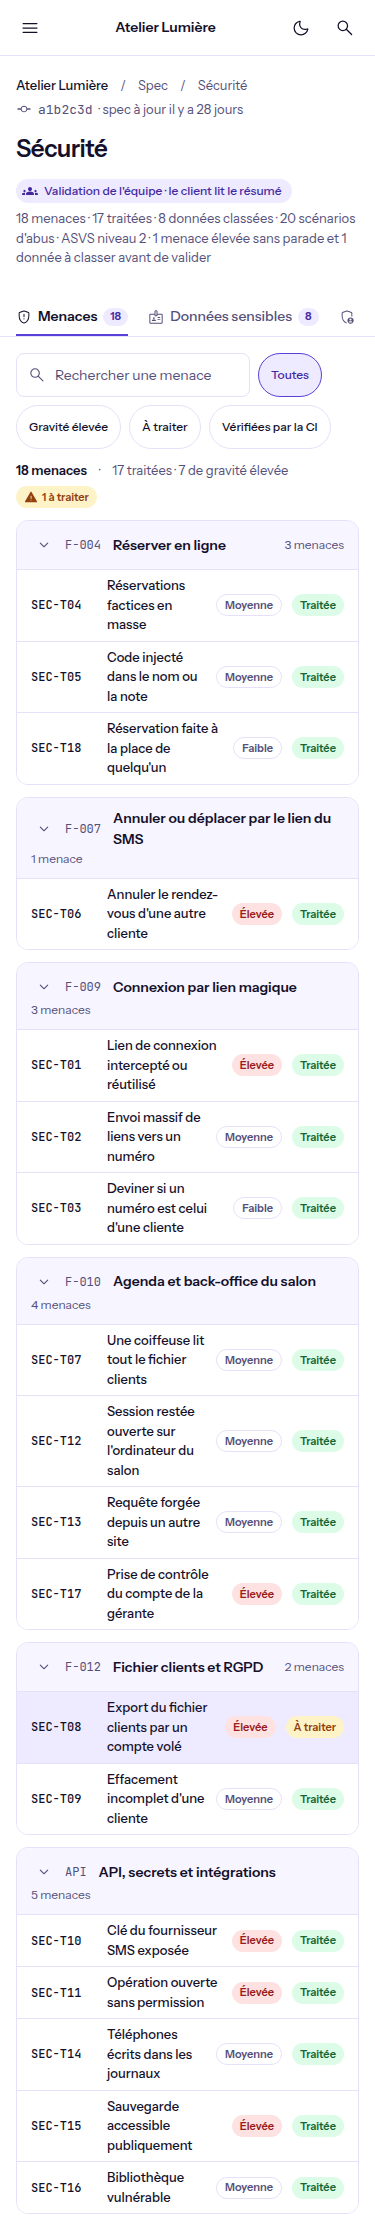 Atelier Lumière
Atelier Lumière / Spec / Sécurité
a1b2c3d · spec à jour il y a 28 jours
Sécurité
Validation de l'équipe · le client lit le résumé
18 menaces · 17 traitées · 8 données classées · 20 scénarios
d'abus · ASVS niveau 2 · 1 menace élevée sans parade et 1
donnée à classer avant de valider
Menaces 18 Données sensibles 8
Rechercher une menace Toutes
Gravité élevée À traiter Vérifiées par la CI
18 menaces · 17 traitées · 7 de gravité élevée
1 à traiter
F-004 Réserver en ligne 3 menaces
Réservations
SEC-T04 factices en Moyenne Traitée
masse
Code injecté
SEC-T05 dans le nom ou Moyenne Traitée
la note
Réservation faite à
SEC-T18 la place de Faible Traitée
quelqu'un
Annuler ou déplacer par le lien du
F-007 SMS
1 menace
Annuler le rendez-
SEC-T06 vous d'une autre Élevée Traitée
cliente
F-009 Connexion par lien magique
3 menaces
Lien de connexion
SEC-T01 intercepté ou Élevée Traitée
réutilisé
Envoi massif de
SEC-T02 liens vers un Moyenne Traitée
numéro
Deviner si un
SEC-T03 numéro est celui Faible Traitée
d'une cliente
F-010 Agenda et back-office du salon
4 menaces
Une coiffeuse lit
SEC-T07 tout le fichier Moyenne Traitée
clients
Session restée
ouverte sur
SEC-T12 l'ordinateur du Moyenne Traitée
salon
Requête forgée
SEC-T13 depuis un autre Moyenne Traitée
site
Prise de contrôle
SEC-T17 du compte de la Élevée Traitée
gérante
F-012 Fichier clients et RGPD 2 menaces
Export du fichier
SEC-T08 clients par un Élevée À traiter
compte volé
Effacement
SEC-T09 incomplet d'une Moyenne Traitée
cliente
API API, secrets et intégrations
5 menaces
Clé du fournisseur
SEC-T10 SMS exposée Élevée Traitée
Opération ouverte
SEC-T11 sans permission Élevée Traitée
Téléphones
SEC-T14 écrits dans les Moyenne Traitée
journaux
Sauvegarde
SEC-T15 accessible Élevée Traitée
publiquement
Bibliothèque
SEC-T16 vulnérable Moyenne Traitée